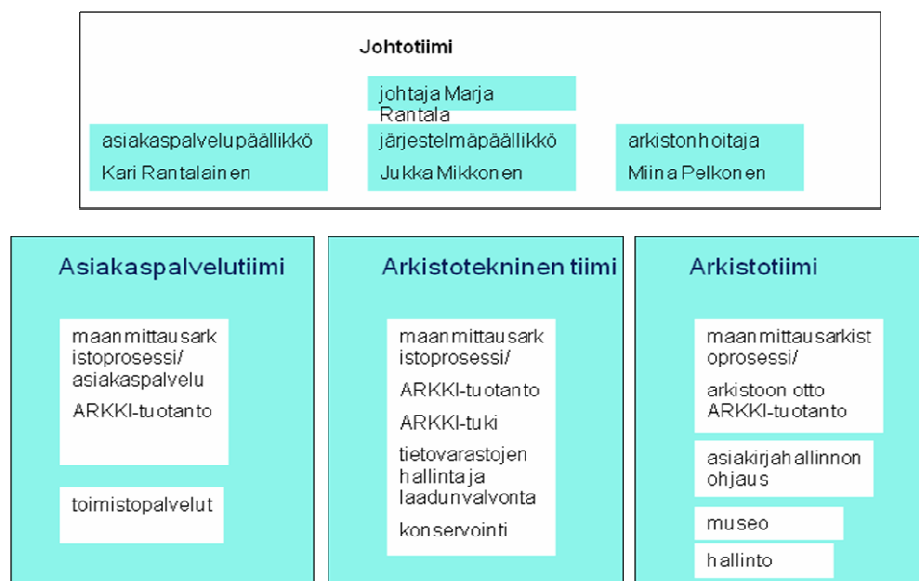 Johtotiimi
johtaja Marja
Rantala
asiakaspalvelupäällikkö
Kari Rantalainen
järjestelmäpäällikkö
Jukka Mikkonen
arkistonhoitaja
Miina Pelkonen
Asiakaspalvelutiimi
maanmittausark
istoprosessi/
asiakaspalvelu
ARKKI-tuotanto
toimistopalvelut
Arkistotekninen tiimi
maanmittausark
istoprosessi/
ARKKI-tuotanto
ARKKI-tuki
tietovarastojen
hallinta ja
laadunvalvonta
konservointi
Arkistotiimi
maanmittausarkist
oprosessi/
arkistoon otto
ARKKI-tuotanto
asiakirjahallinnon
ohjaus
museo
hallinto